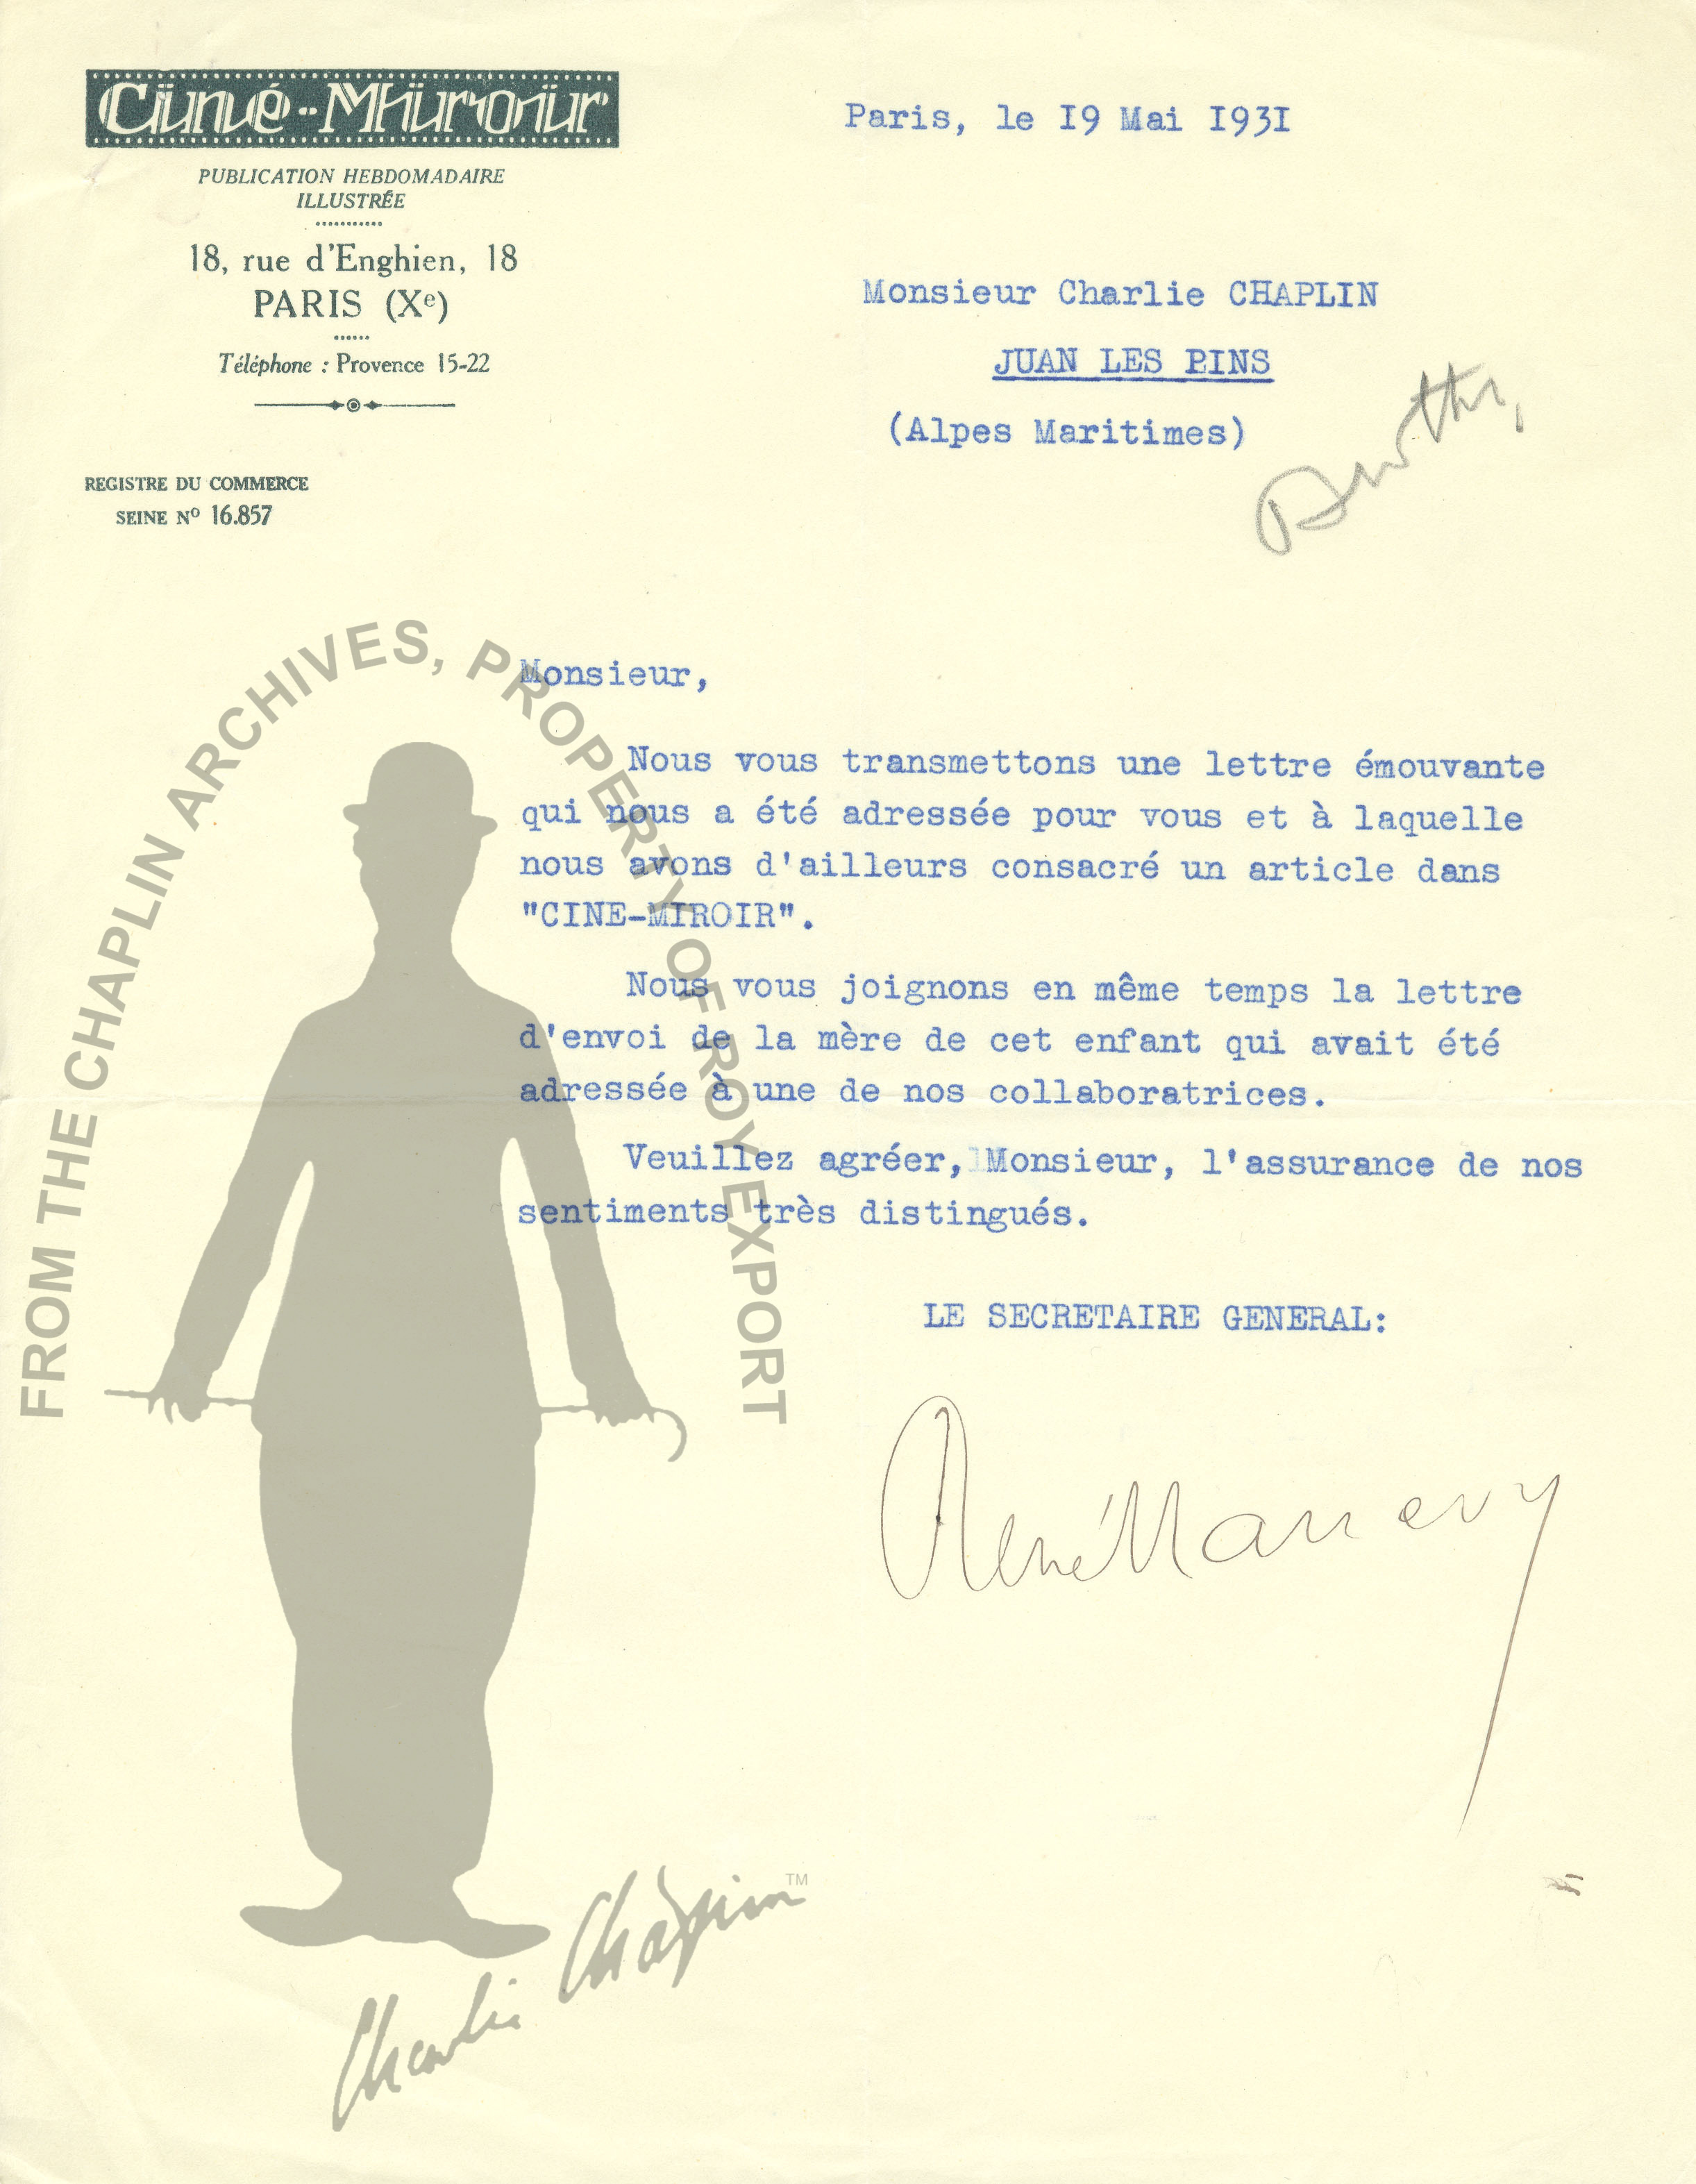 Ciné-Miroir
PUBLICATION HEBDOMADAIRE
ILLUSTRÉE
18, rue d'Enghien, 18
PARIS (Xe)
Téléphone : Provence 15-22
REGISTRE DU COMMERCE
SEINE No 16.857
Paris, le I9 Mai I93I
Monsieur Charlie CHAPLIN
JUAN LES PINS
(Alpes Maritimes)
Monsieur,
Nous vous transmettons une lettre émouvante
qui nous a été adressée pour vous et à laquelle
nous avons d'ailleurs consacré un article dans
"CINE-MIROIR".
Nous vous joignons en même temps la lettre
d'envoi de la mère de cet enfant qui avait été
adressée à une de nos collaboratrices.
Veuillez agréer, Monsieur, l'assurance de nos
sentiments très distingués.
LE SECRETAIRE GENERAL:
René Manevy
FROM THE CHAPLIN ARCHIVES, PROPERTY OF ROY EXPORT
Charlie Chaplin TM